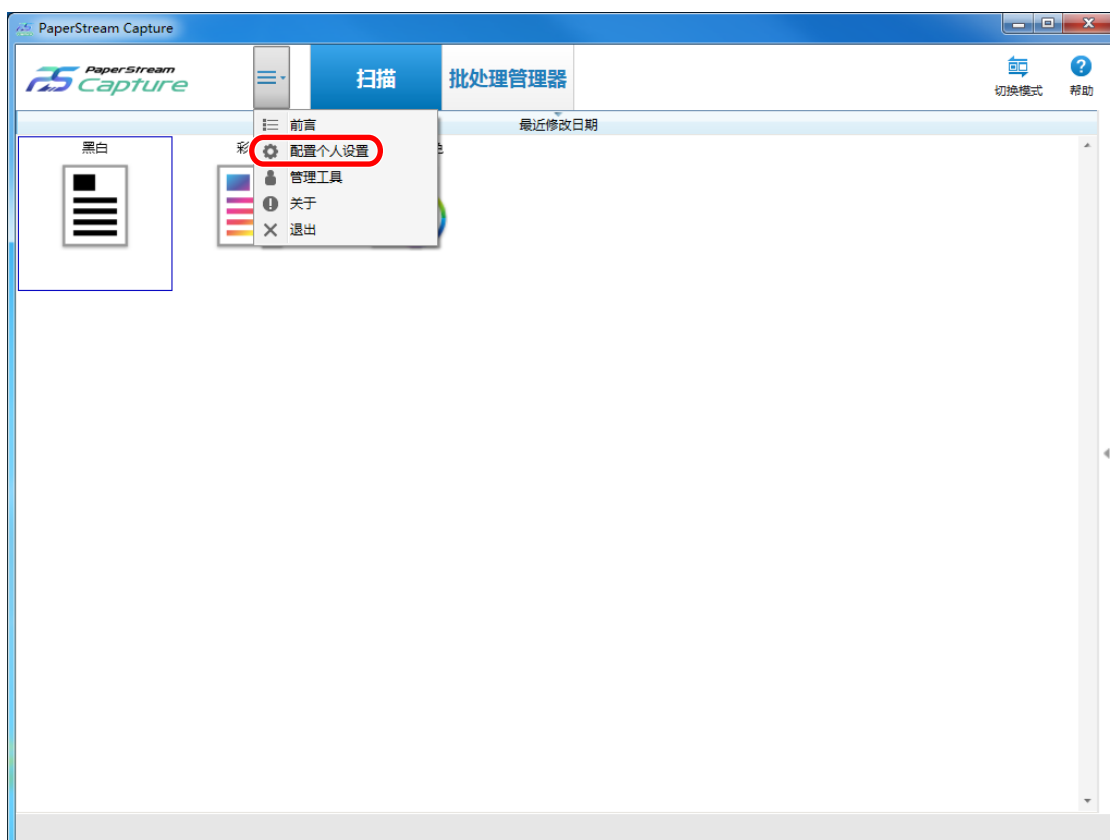 PaperStream Capture
PaperStream
Capture
扫描
批处理管理器
切换模式
帮助
最近修改日期
前言
配置个人设置
管理工具
关于
退出
黑白
彩